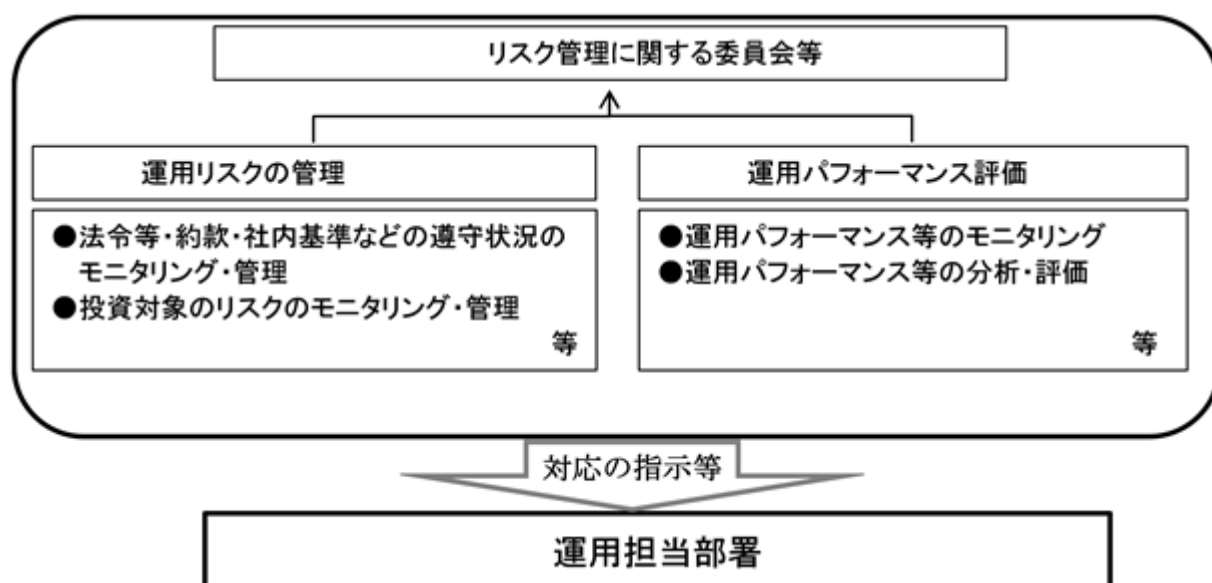 リスク管理に関する委員会等
運用リスクの管理
●法令等・約款・社内基準などの遵守状況の
モニタリング・管理
●投資対象のリスクのモニタリング・管理
等
運用パフォーマンス評価
●運用パフォーマンス等のモニタリング
●運用パフォーマンス等の分析・評価
等
対応の指示等
運用担当部署